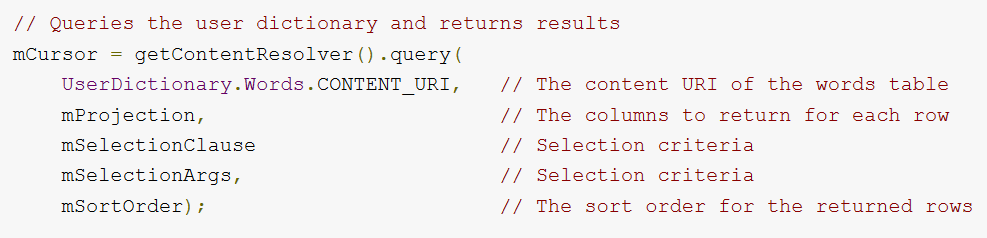 // Queries the user dictionary and returns results
mCursor = getContentResolver().query(
    UserDictionary.Words.CONTENT_URI,   // The content URI of the words table
    mProjection,                        // The columns to return for each row
    mSelectionClause                    // Selection criteria
    mSelectionArgs,                     // Selection criteria
    mSortOrder);                        // The sort order for the returned rows